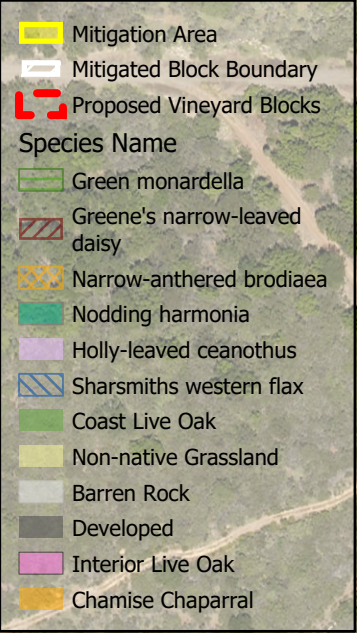 Mitigation Area
Mitigated Block Boundary
Proposed Vineyard Blocks
Species Name
Green monardella
Greene's narrow-leaved
daisy
Narrow-anthered brodiaea
Nodding harmonia
Holly-leaved ceanothus
Sharsmiths western flax
Coast Live Oak
Non-native Grassland
Barren Rock
Developed
Interior Live Oak
Chamise Chaparral